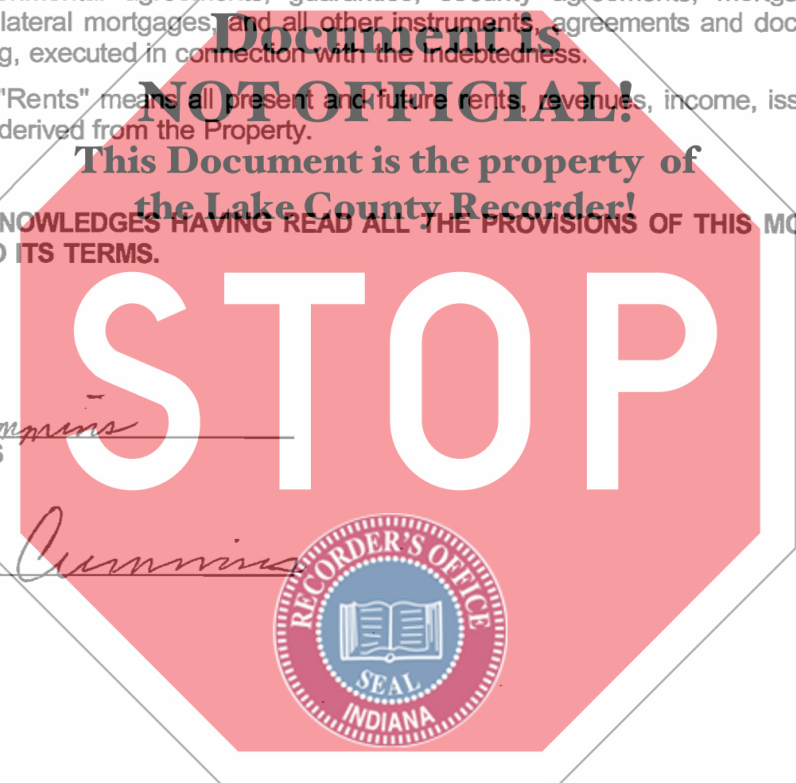 lateral mortgages, and all other instruments, agreements and doc
Document is
g, executed in connection with the Indebtedness.
"Rents" means all present and future rents, revenues, income, iss
NOT OFFICIAL!
derived from the Property.
This Document is the property of
the Lake County Recorder!
NOWLEDGES HAVING READ ALL THE PROVISIONS OF THIS MO
ITS TERMS.
STOP
mmins
S
Cummins
RECORDER'S OFFICE
SEAL
INDIANA